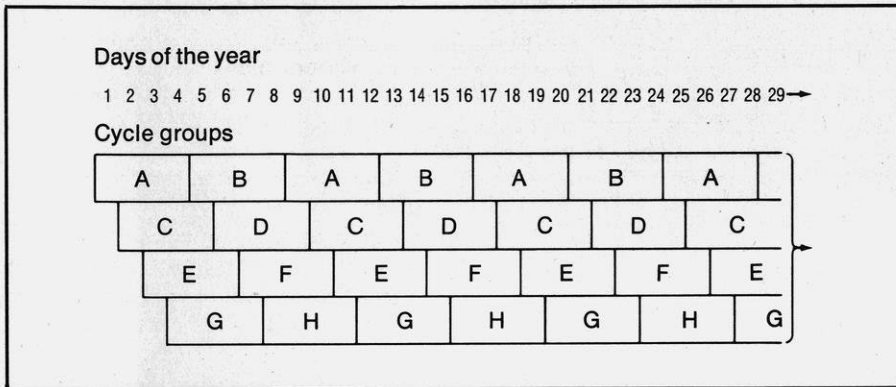 Days of the year
1 2 3 4 5 6 7 8 9 10 11 12 13 14 15 16 17 18 19 20 21 22 23 24 25 26 27 28 29
Cycle groups
A B A B A B A
C D C D C D C
E F E F E F E
G H G H G H G